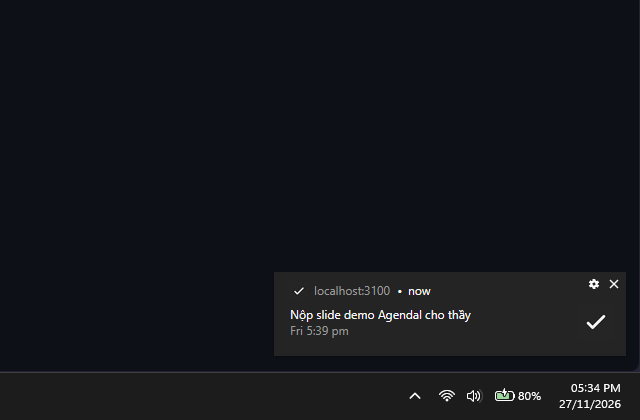 localhost:3100 • now
Nộp slide demo Agendal cho thầy
Fri 5:39 pm
80%
05:34 PM
27/11/2026